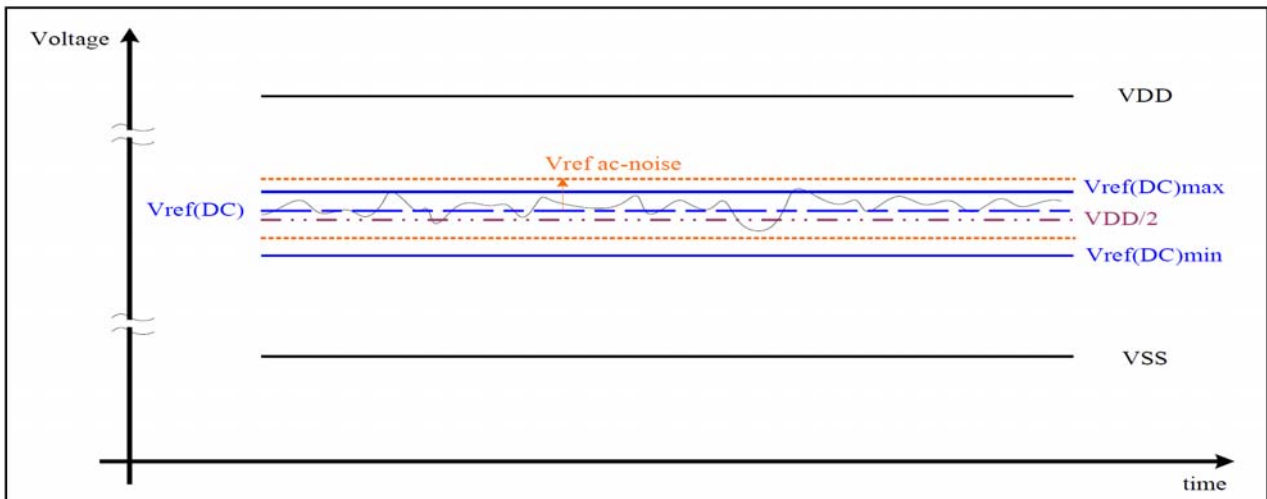 Voltage
VDD
Vref ac-noise
Vref(DC)max
Vref(DC)
VDD/2
Vref(DC)min
VSS
time